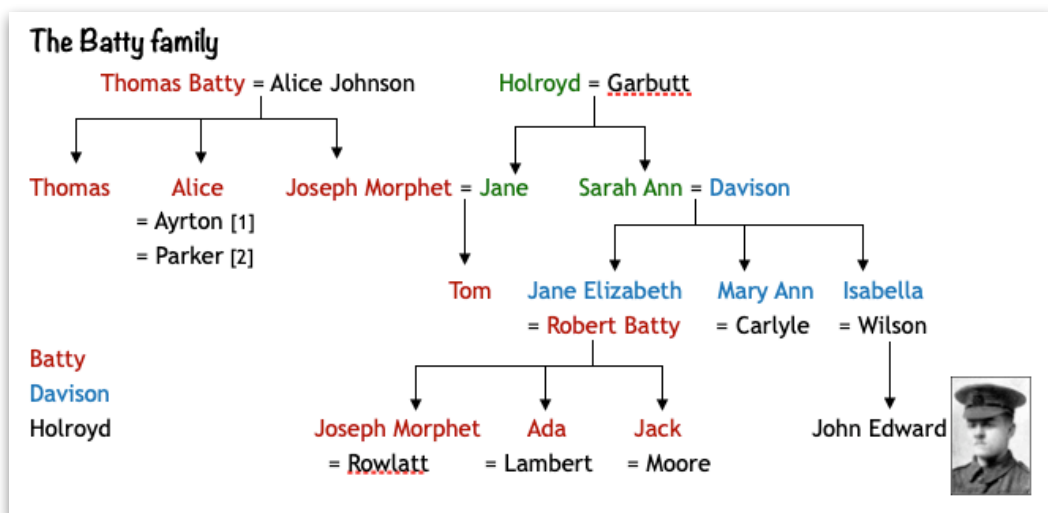 The Batty family
Thomas Batty = Alice Johnson Holroyd = Garbutt
Thomas Alice Joseph Morphet = Jane Sarah Ann = Davison
= Ayrton [1]
= Parker [2]
Tom Jane Elizabeth Mary Ann Isabella
= Robert Batty = Carlyle = Wilson
Batty
Davison
Holroyd Joseph Morphet Ada Jack John Edward
= Rowlatt = Lambert = Moore